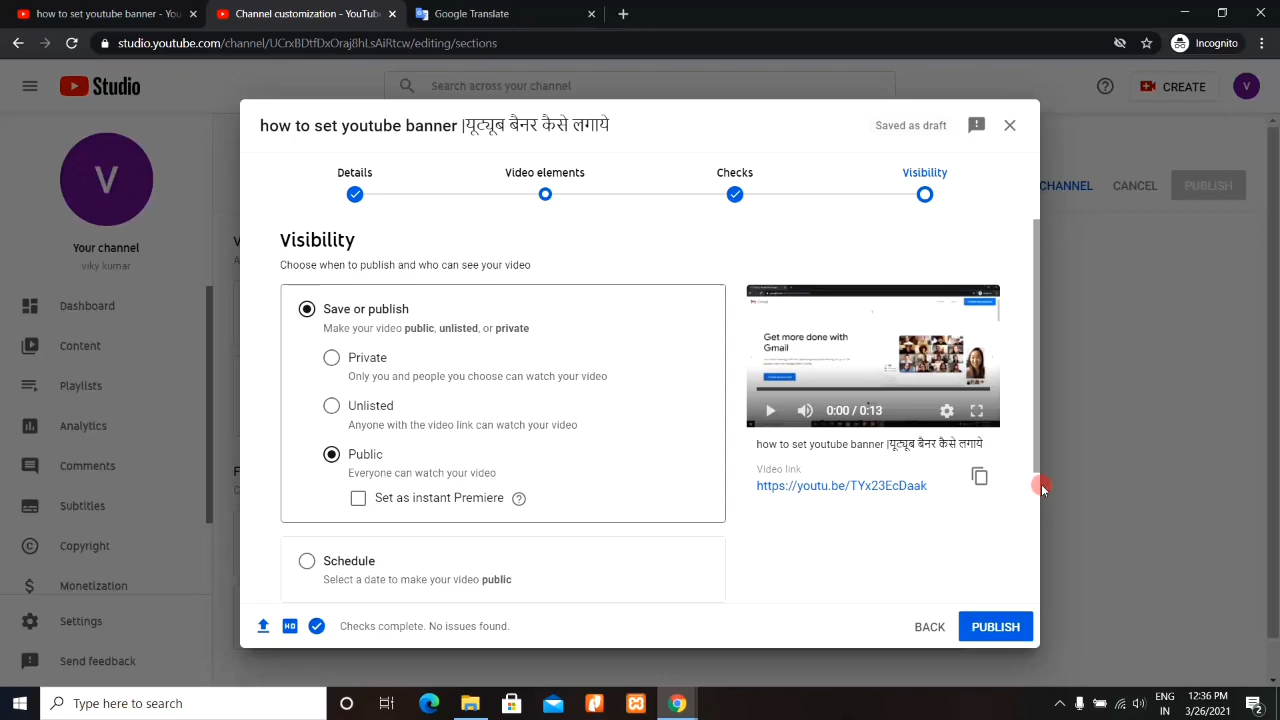 how to set youtube banner - You
Channel customization - YouTube
Google Translate
studio.youtube.com/channel/UCrxBDtfDxOraj8hLsAiRtcw/editing/sections
Incognito
Studio
Search across your channel
CREATE
V
how to set youtube banner |यूट्यूब बैनर कैसे लगाये
Saved as draft
Details
Video elements
Checks
Visibility
V
CHANNEL
CANCEL
PUBLISH
Your channel
viky kumar
Visibility
Choose when to publish and who can see your video
Dashboard
Content
Playlists
Analytics
Comments
Subtitles
Copyright
Monetization
Settings
Send feedback
Save or publish
Make your video public, unlisted, or private
Private
Only you and people you choose can watch your video
Unlisted
Anyone with the video link can watch your video
Public
Everyone can watch your video
Set as instant Premiere
Get more done with
Gmail
0:00 / 0:13
how to set youtube banner |यूट्यूब बैनर कैसे लगाये
Video link
https://youtu.be/TYx23EcDaak
Schedule
Select a date to make your video public
HD
Checks complete. No issues found.
BACK
PUBLISH
Type here to search
ENG
IN
12:36 PM
3/26/2021
2